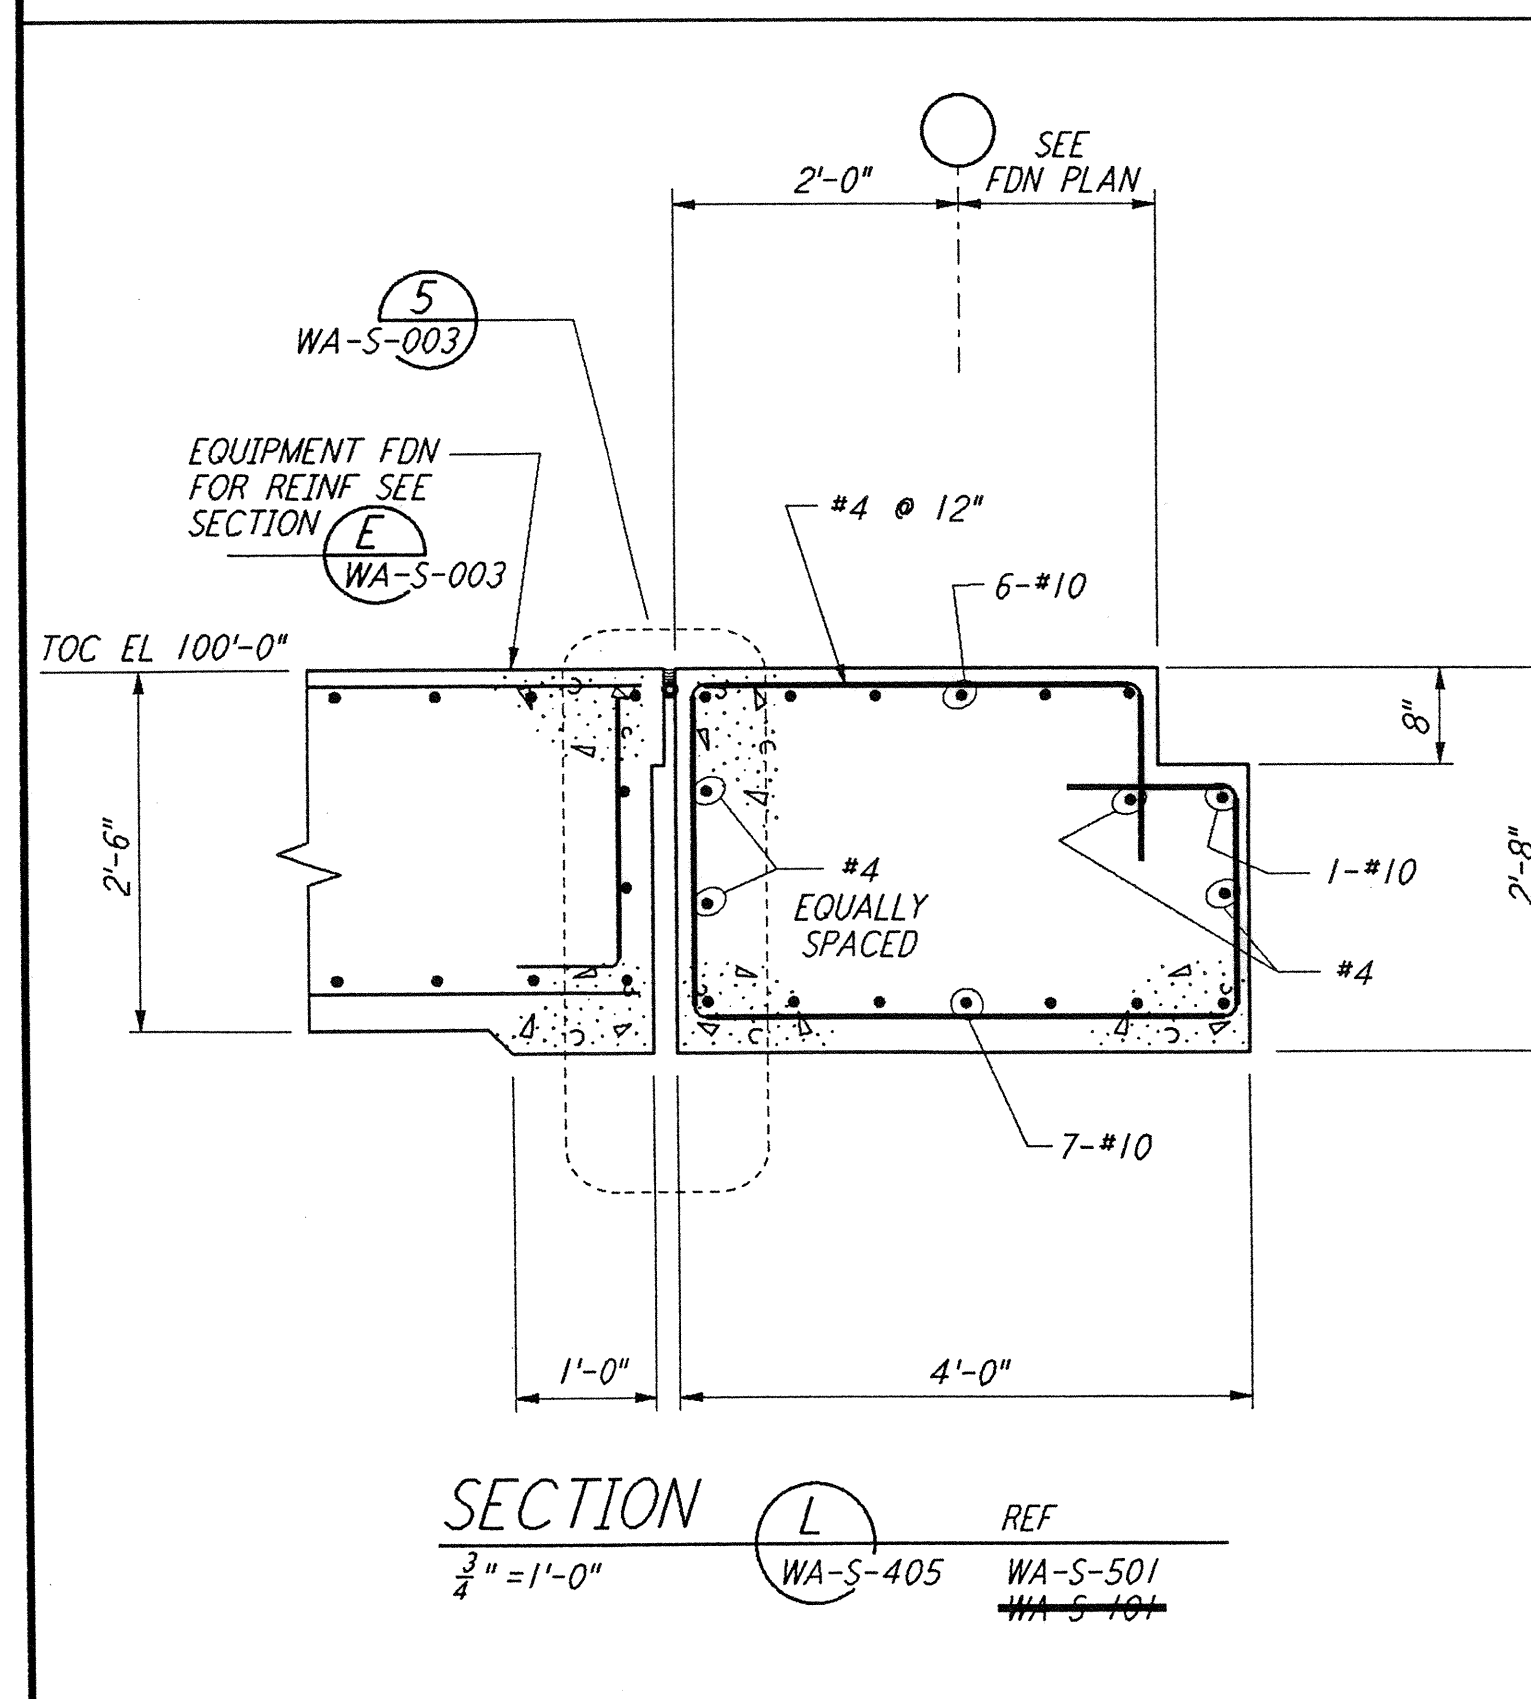 SEE
FDN PLAN
2'-0"
5
WA-S-003
EQUIPMENT FDN
FOR REINF SEE
SECTION
E
WA-S-003
#4 @ 12"
6-#10
TOC EL 100'-0"
8"
2'-6"
#4
EQUALLY
SPACED
1-#10
2'-8"
#4
7-#10
1'-0"
4'-0"
SECTION
L
REF
3/4"=1'-0"
WA-S-405
WA-S-501
WA-S-101